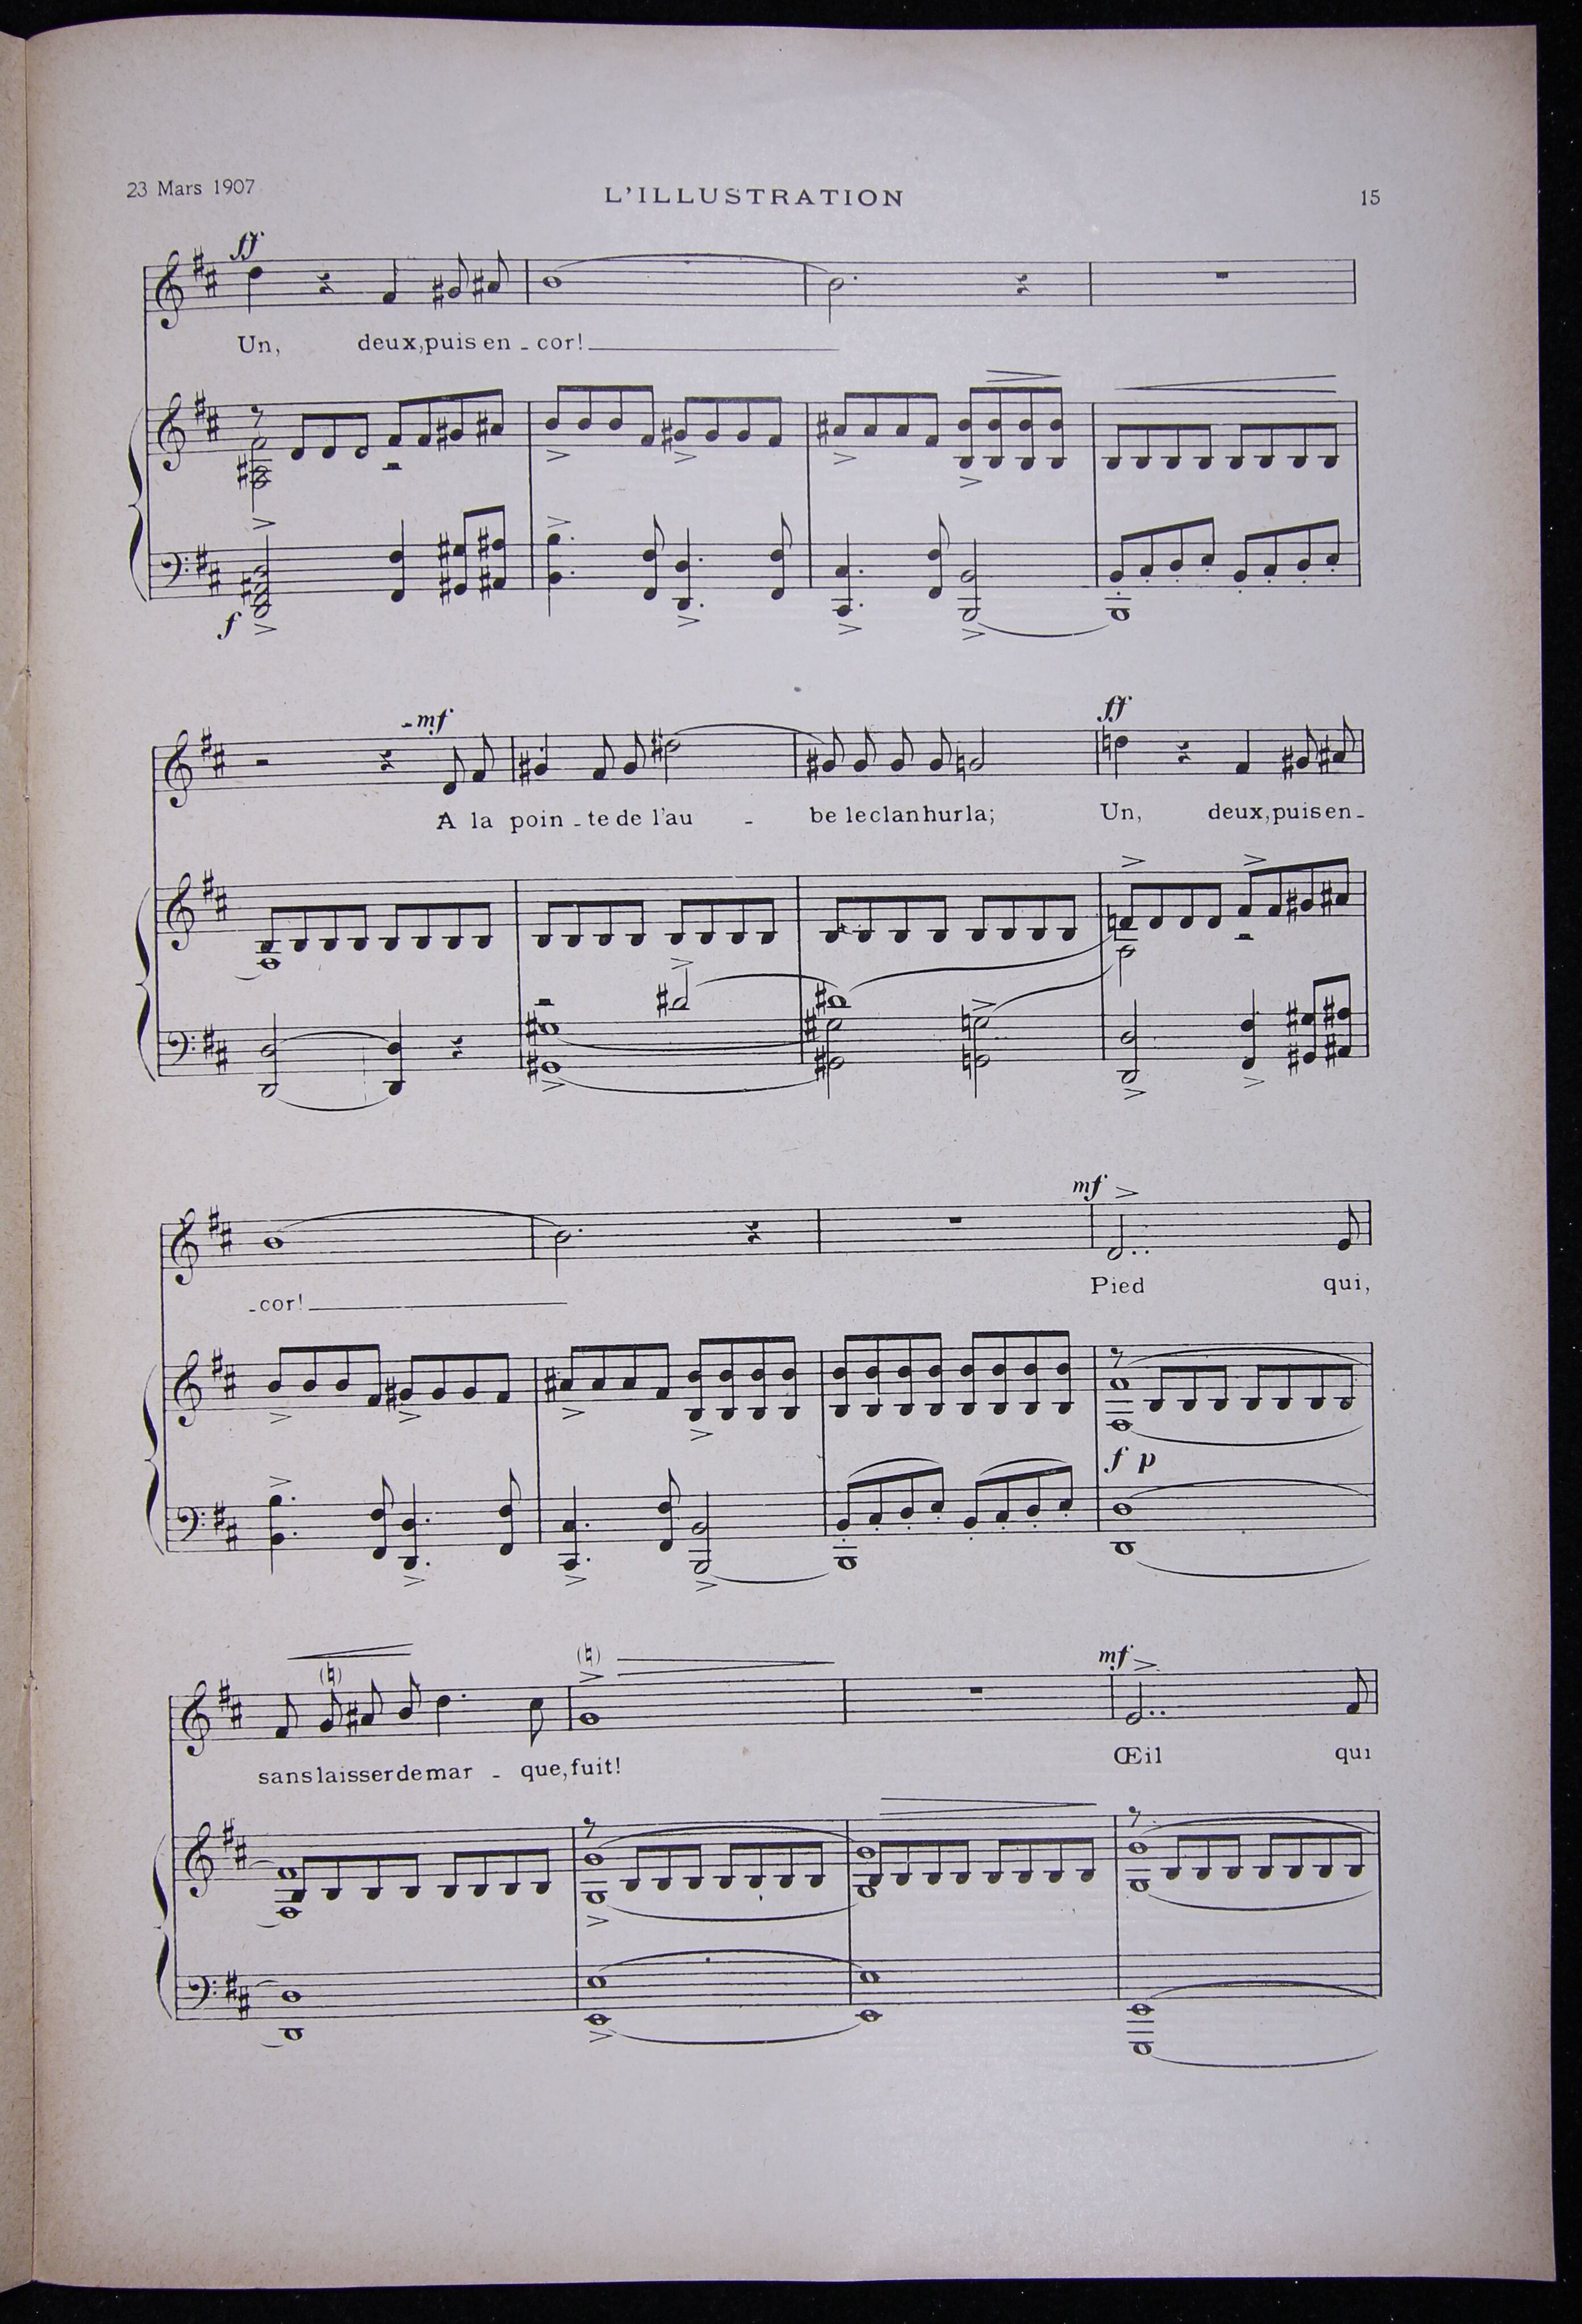 23 Mars 1907 L'ILLUSTRATION 15
ff
Un, deux, puis en - cor!
f
mf ff
A la poin - te de l'au - be le clan hurla; Un, deux, puis en -
mf
- cor! Pied qui,
f p
mf
sans laisser de mar - que, fuit! Œil qui